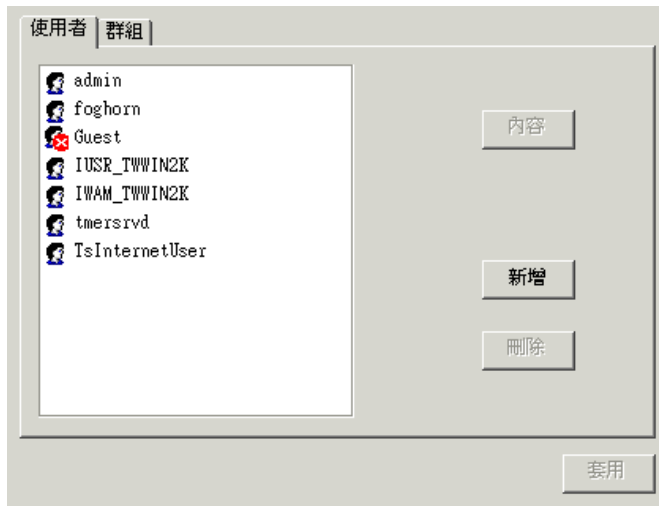 使用者 群組
admin
foghorn
Guest
IUSR_TWWIN2K
IWAM_TWWIN2K
tmersrvd
TsInternetUser
內容
新增
刪除
套用